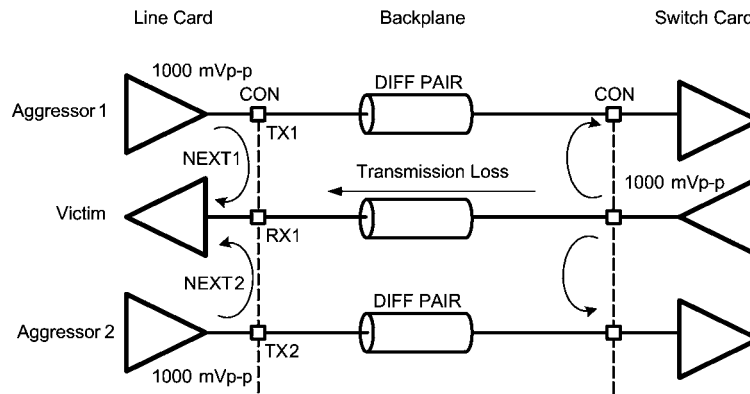 Line Card
Backplane
Switch Card
1000 mVp-p
DIFF PAIR
CON
CON
Aggressor 1
TX1
NEXT1
Transmission Loss
1000 mVp-p
Victim
RX1
NEXT2
DIFF PAIR
Aggressor 2
TX2
1000 mVp-p